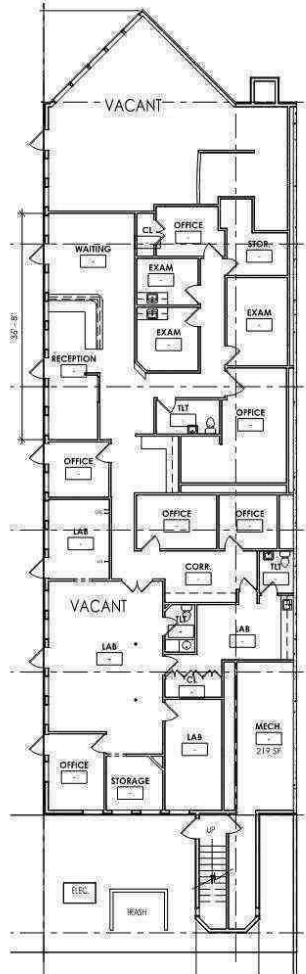 VACANT
CL
OFFICE
WAITING
STOR.
EXAM
EXAM
EXAM
RECEPTION
TLT
OFFICE
OFFICE
OFFICE
OFFICE
LAB
CORR.
TLT
VACANT
TLT
LAB
LAB
CL
LAB
MECH.
219 SF
OFFICE
STORAGE
UP
ELEC.
TRASH